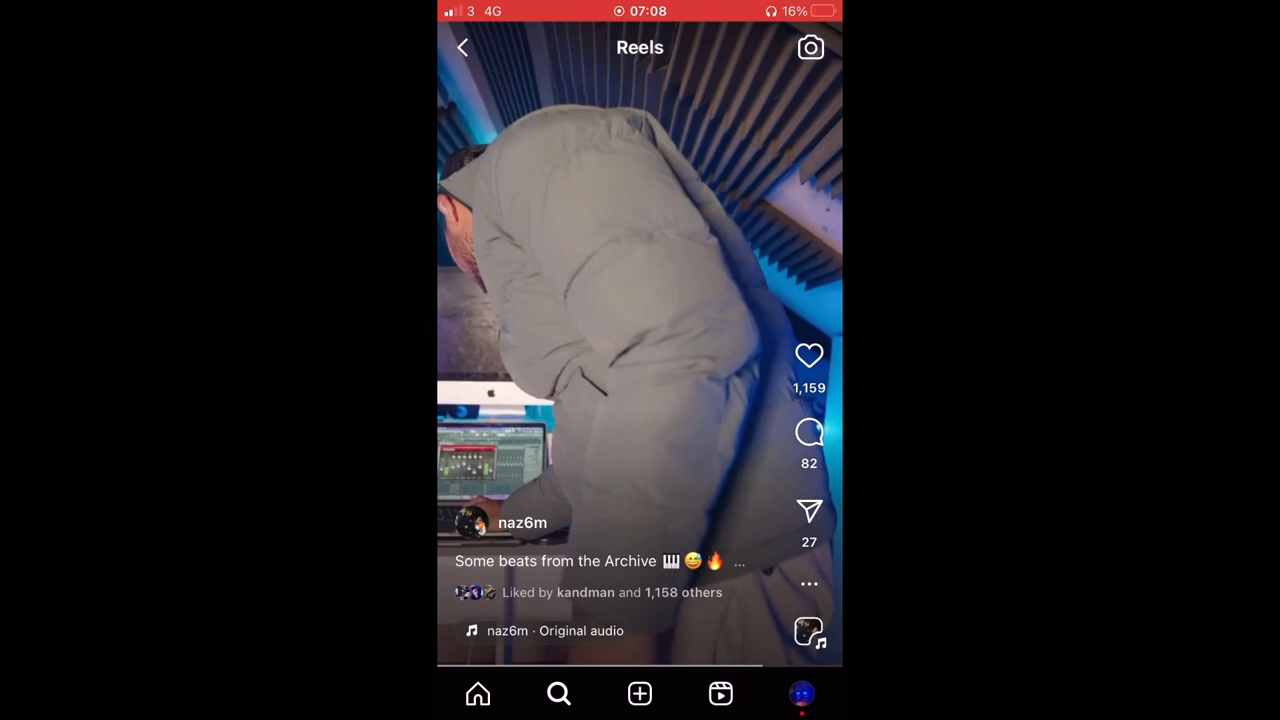 3 4G 07:08 16%
Reels
1,159
82
27
naz6m
Some beats from the Archive 🎹 😅 🔥 ...
Liked by kandman and 1,158 others
naz6m · Original audio